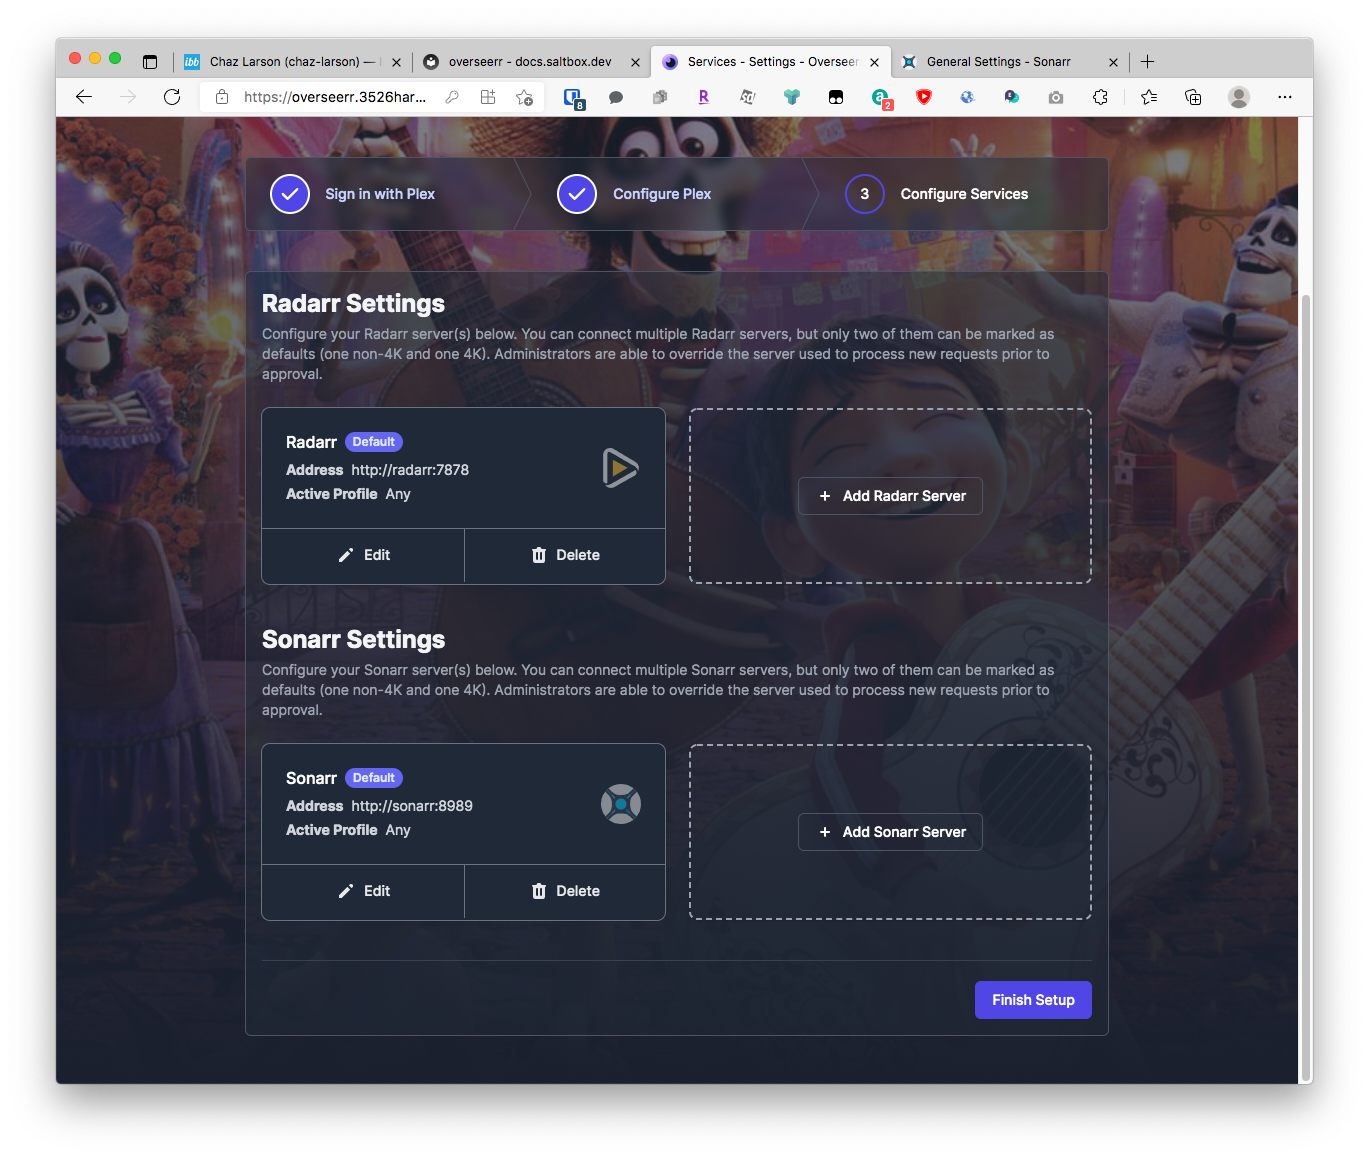 ibb Chaz Larson (chaz-larson) —
overseerr - docs.saltbox.dev
Services - Settings - Overseerr
General Settings - Sonarr
https://overseerr.3526har...
8
R
a
2
Sign in with Plex
Configure Plex
3
Configure Services
Radarr Settings
Configure your Radarr server(s) below. You can connect multiple Radarr servers, but only two of them can be marked as
defaults (one non-4K and one 4K). Administrators are able to override the server used to process new requests prior to
approval.
Radarr Default
Address http://radarr:7878
Active Profile Any
Edit
Delete
+ Add Radarr Server
Sonarr Settings
Configure your Sonarr server(s) below. You can connect multiple Sonarr servers, but only two of them can be marked as
defaults (one non-4K and one 4K). Administrators are able to override the server used to process new requests prior to
approval.
Sonarr Default
Address http://sonarr:8989
Active Profile Any
Edit
Delete
+ Add Sonarr Server
Finish Setup